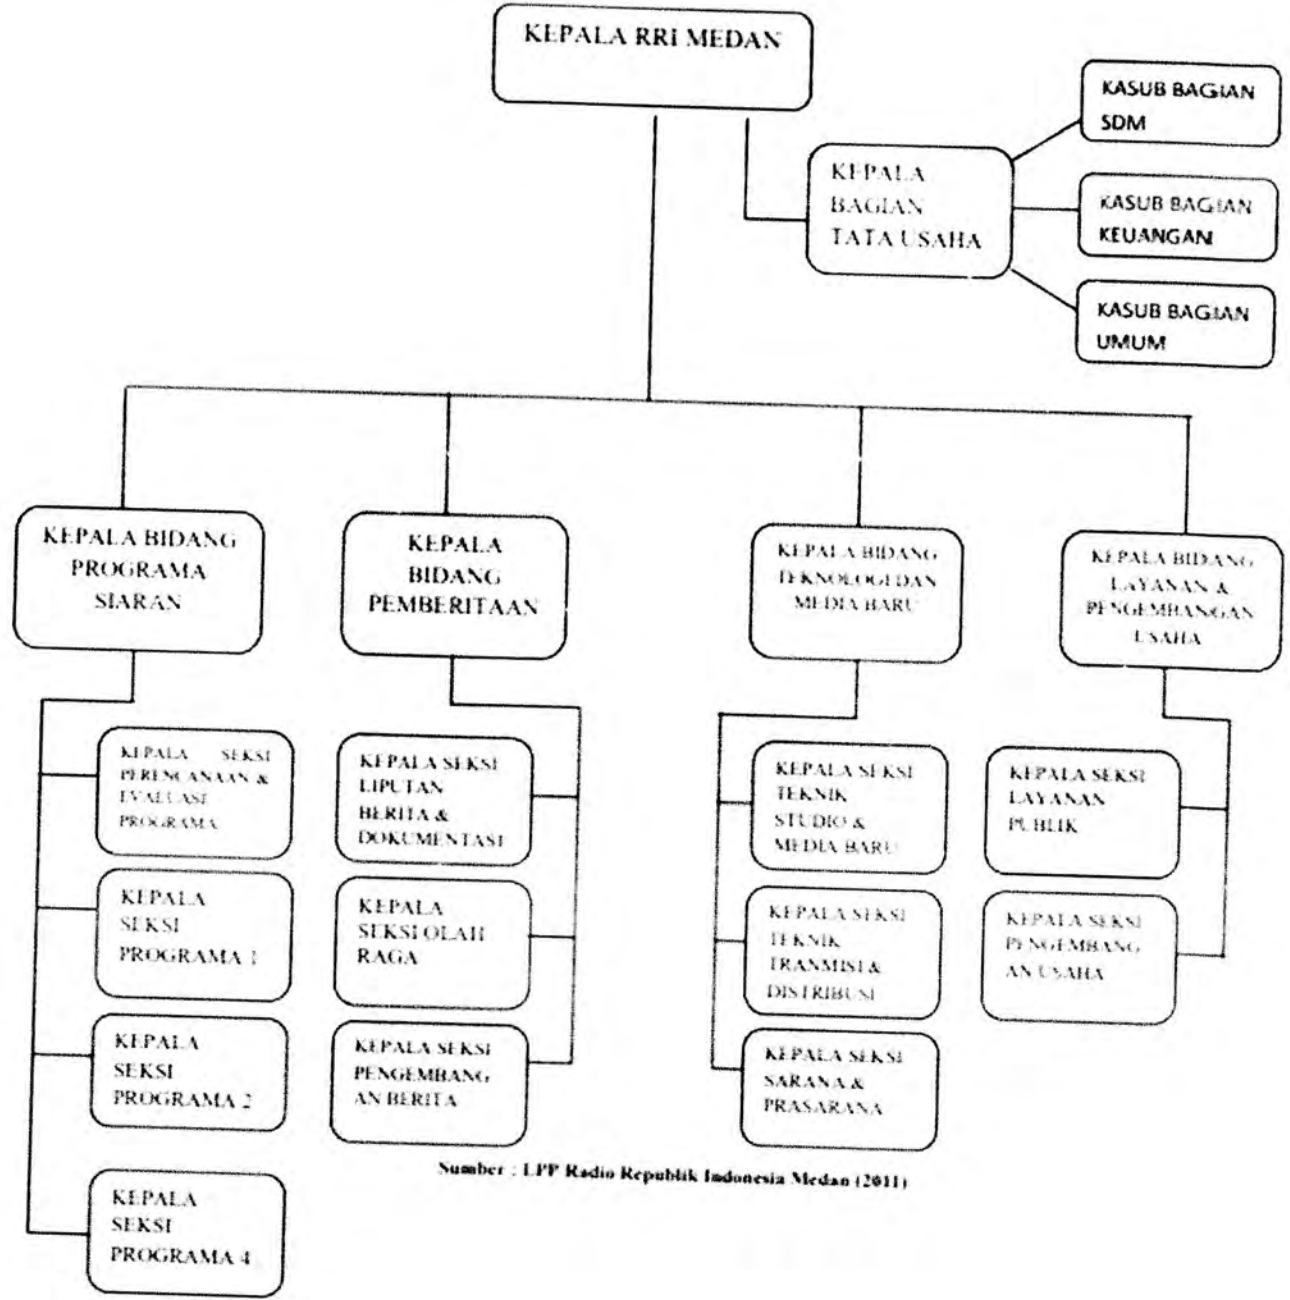 KEPALA RRI MEDAN
KASUB BAGIAN
SDM
KEPALA
BAGIAN
TATA USAHA
KASUB BAGIAN
KEUANGAN
KASUB BAGIAN
UMUM
KEPALA BIDANG
PROGRAMA
SIARAN
KEPALA
BIDANG
PEMBERITAAN
KEPALA BIDANG
TEKNOLOGI DAN
MEDIA BARU
KEPALA BIDANG
LAYANAN &
PENGEMBANGAN
USAHA
KEPALA SEKSI
PERENCANAAN &
EVALUASI
PROGRAMA
KEPALA
SEKSI
PROGRAMA 1
KEPALA
SEKSI
PROGRAMA 2
KEPALA
SEKSI
PROGRAMA 4
KEPALA SEKSI
LIPUTAN
BERITA &
DOKUMENTASI
KEPALA
SEKSI OLAH
RAGA
KEPALA SEKSI
PENGEMBANG
AN BERITA
KEPALA SEKSI
TEKNIK
STUDIO &
MEDIA BARU
KEPALA SEKSI
TEKNIK
TRANMISI &
DISTRIBUSI
KEPALA SEKSI
SARANA &
PRASARANA
KEPALA SEKSI
LAYANAN
PUBLIK
KEPALA SEKSI
PENGEMBANG
AN USAHA
Sumber : LPP Radio Republik Indonesia Medan (2011)